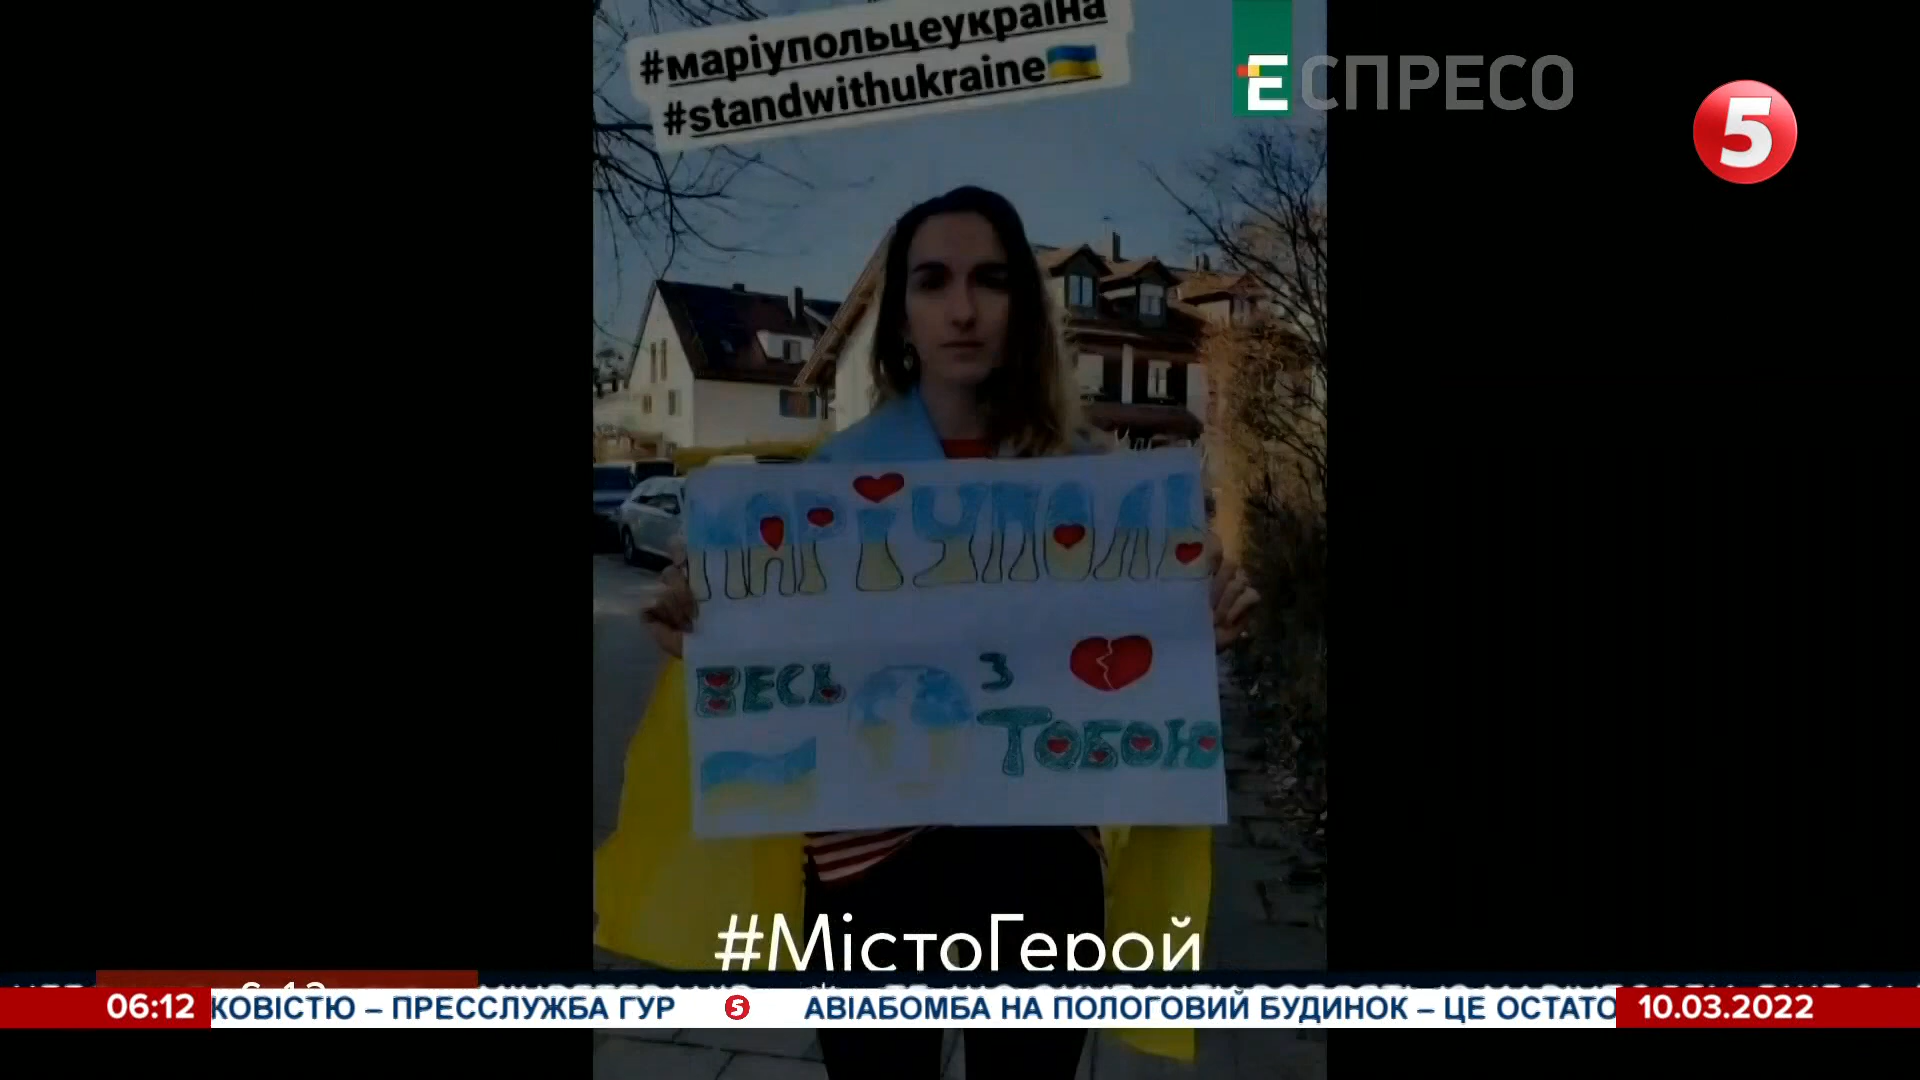 #маріупольцеукраїна
#standwithukraine
ЕСПРЕСО
5
МАРІУПОЛЬ
ВЕСЬ З
ТОБОЮ
#МістоГерой
06:12 КОВІСТЮ – ПРЕССЛУЖБА ГУР 5 АВІАБОМБА НА ПОЛОГОВИЙ БУДИНОК – ЦЕ ОСТАТО 10.03.2022